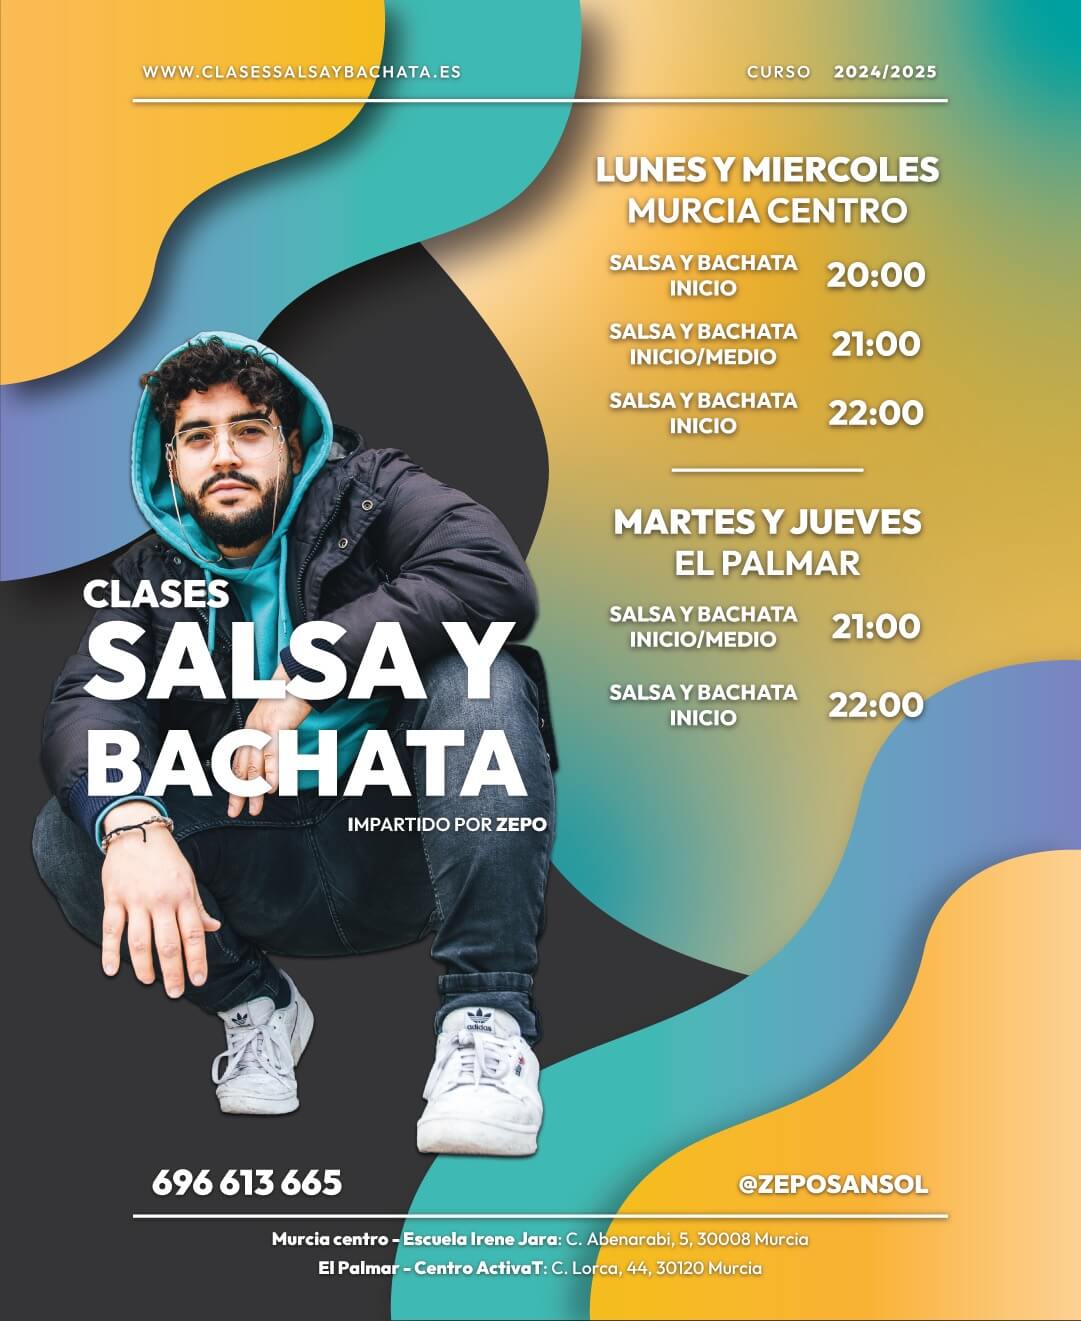 WWW.CLASESSALSAYBACHATA.ES
CURSO 2024/2025
LUNES Y MIERCOLES
MURCIA CENTRO
SALSA Y BACHATA
INICIO
20:00
SALSA Y BACHATA
INICIO/MEDIO
21:00
SALSA Y BACHATA
INICIO
22:00
MARTES Y JUEVES
EL PALMAR
SALSA Y BACHATA
INICIO/MEDIO
21:00
SALSA Y BACHATA
INICIO
22:00
CLASES
SALSA Y
BACHATA
IMPARTIDO POR ZEPO
adidas
696 613 665
@ZEPOSANSOL
Murcia centro - Escuela Irene Jara: C. Abenarabi, 5, 30008 Murcia
El Palmar - Centro ActivaT: C. Lorca, 44, 30120 Murcia